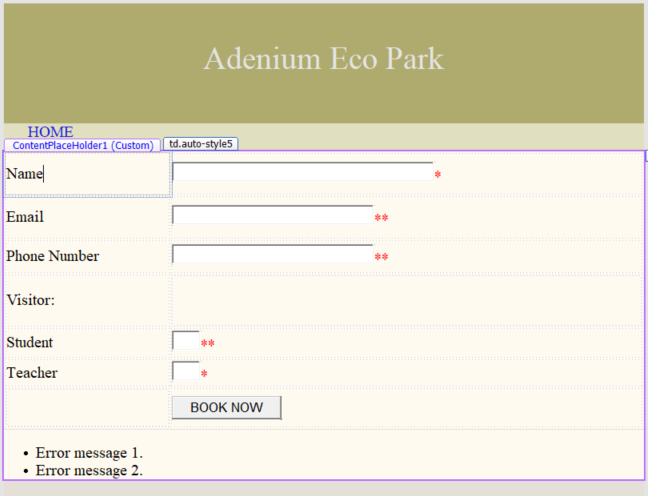 Adenium Eco Park
HOME
ContentPlaceHolder1 (Custom) td.auto-style5
Name *
Email **
Phone Number **
Visitor:
Student **
Teacher *
BOOK NOW
• Error message 1.
• Error message 2.